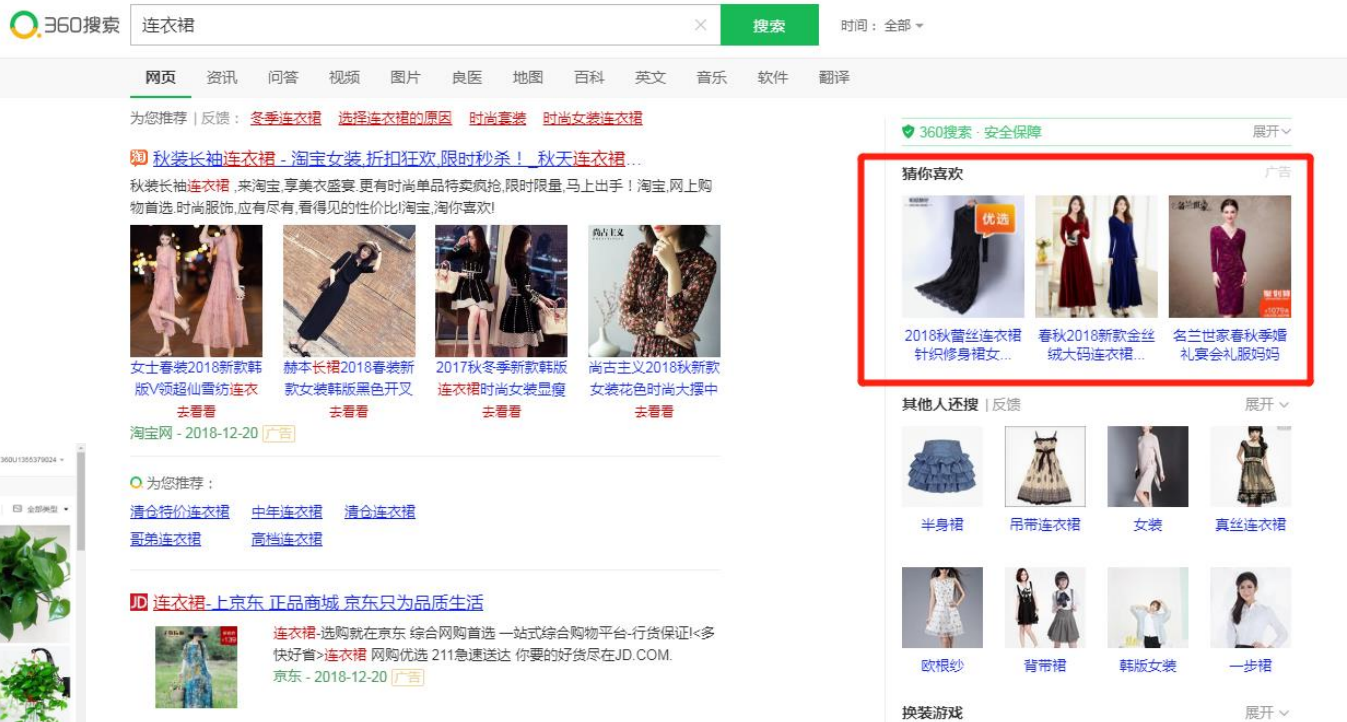 360搜索
连衣裙
搜索
时间： 全部
网页 资讯 问答 视频 图片 良医 地图 百科 英文 音乐 软件 翻译
为您推荐 | 反馈： 冬季连衣裙 选择连衣裙的原因 时尚套装 时尚女装连衣裙
淘 秋装长袖连衣裙 - 淘宝女装,折扣狂欢,限时秒杀！_秋天连衣裙...
秋装长袖连衣裙 ,来淘宝,享美衣盛宴.更有时尚单品特卖疯抢,限时限量,马上出手！淘宝,网上购
物首选.时尚服饰,应有尽有,看得见的性价比!淘宝,淘你喜欢!
尚古主义
女士春装2018新款韩
版V领超仙雪纺连衣
去看看
赫本长裙2018春装新
款女装韩版黑色开叉
去看看
2017秋冬季新款韩版
连衣裙时尚女装显瘦
去看看
尚古主义2018秋新款
女装花色时尚大摆中
去看看
淘宝网 - 2018-12-20 广告
为您推荐：
清仓特价连衣裙 中年连衣裙 清仓连衣裙
哥弟连衣裙 高档连衣裙
JD 连衣裙-上京东 正品商城 京东只为品质生活
连衣裙-选购就在京东 综合网购首选 一站式综合购物平台-行货保证!<多
快好省>连衣裙 网购优选 211急速送达 你要的好货尽在JD.COM.
京东 - 2018-12-20 广告
360U1355379024
全部类型
360搜索 · 安全保障
展开
猜你喜欢
广告
优选
名兰世家
聚划算
2018秋蕾丝连衣裙
针织修身裙女...
春秋2018新款金丝
绒大码连衣裙...
名兰世家春秋季婚
礼宴会礼服妈妈
其他人还搜 | 反馈
展开
半身裙 吊带连衣裙 女装 真丝连衣裙
欧根纱 背带裙 韩版女装 一步裙
换装游戏
展开